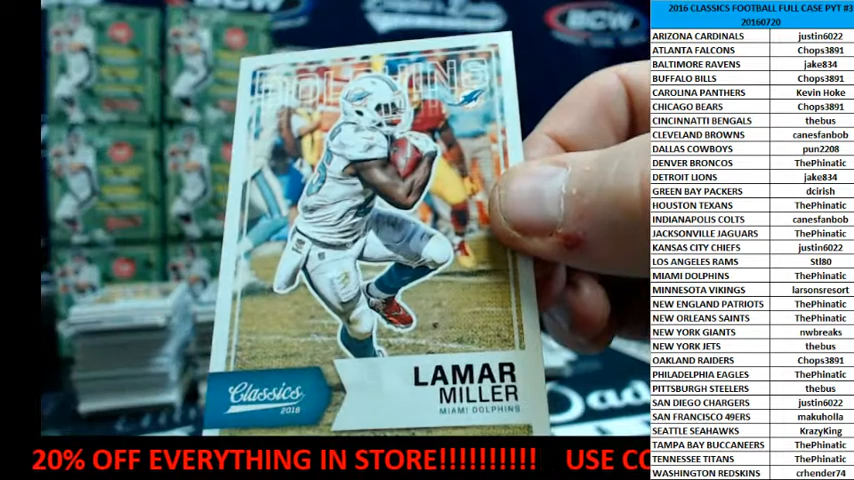 DOLPHINS
Classics
2016
LAMAR
MILLER
MIAMI DOLPHINS
BCW
20% OFF EVERYTHING IN STORE!!!!!!!!!! USE CO
2016 CLASSICS FOOTBALL FULL CASE PYT #3
20160720
ARIZONA CARDINALS justin6022
ATLANTA FALCONS Chops3891
BALTIMORE RAVENS jake834
BUFFALO BILLS Chops3891
CAROLINA PANTHERS Kevin Hoke
CHICAGO BEARS Chops3891
CINCINNATI BENGALS thebus
CLEVELAND BROWNS canesfanbob
DALLAS COWBOYS pun2208
DENVER BRONCOS ThePhinatic
DETROIT LIONS jake834
GREEN BAY PACKERS dcirish
HOUSTON TEXANS ThePhinatic
INDIANAPOLIS COLTS canesfanbob
JACKSONVILLE JAGUARS ThePhinatic
KANSAS CITY CHIEFS justin6022
LOS ANGELES RAMS Stl80
MIAMI DOLPHINS ThePhinatic
MINNESOTA VIKINGS larsonsresort
NEW ENGLAND PATRIOTS ThePhinatic
NEW ORLEANS SAINTS ThePhinatic
NEW YORK GIANTS nwbreaks
NEW YORK JETS thebus
OAKLAND RAIDERS Chops3891
PHILADELPHIA EAGLES ThePhinatic
PITTSBURGH STEELERS thebus
SAN DIEGO CHARGERS justin6022
SAN FRANCISCO 49ERS makuholla
SEATTLE SEAHAWKS KrazyKing
TAMPA BAY BUCCANEERS ThePhinatic
TENNESSEE TITANS ThePhinatic
WASHINGTON REDSKINS crhender74